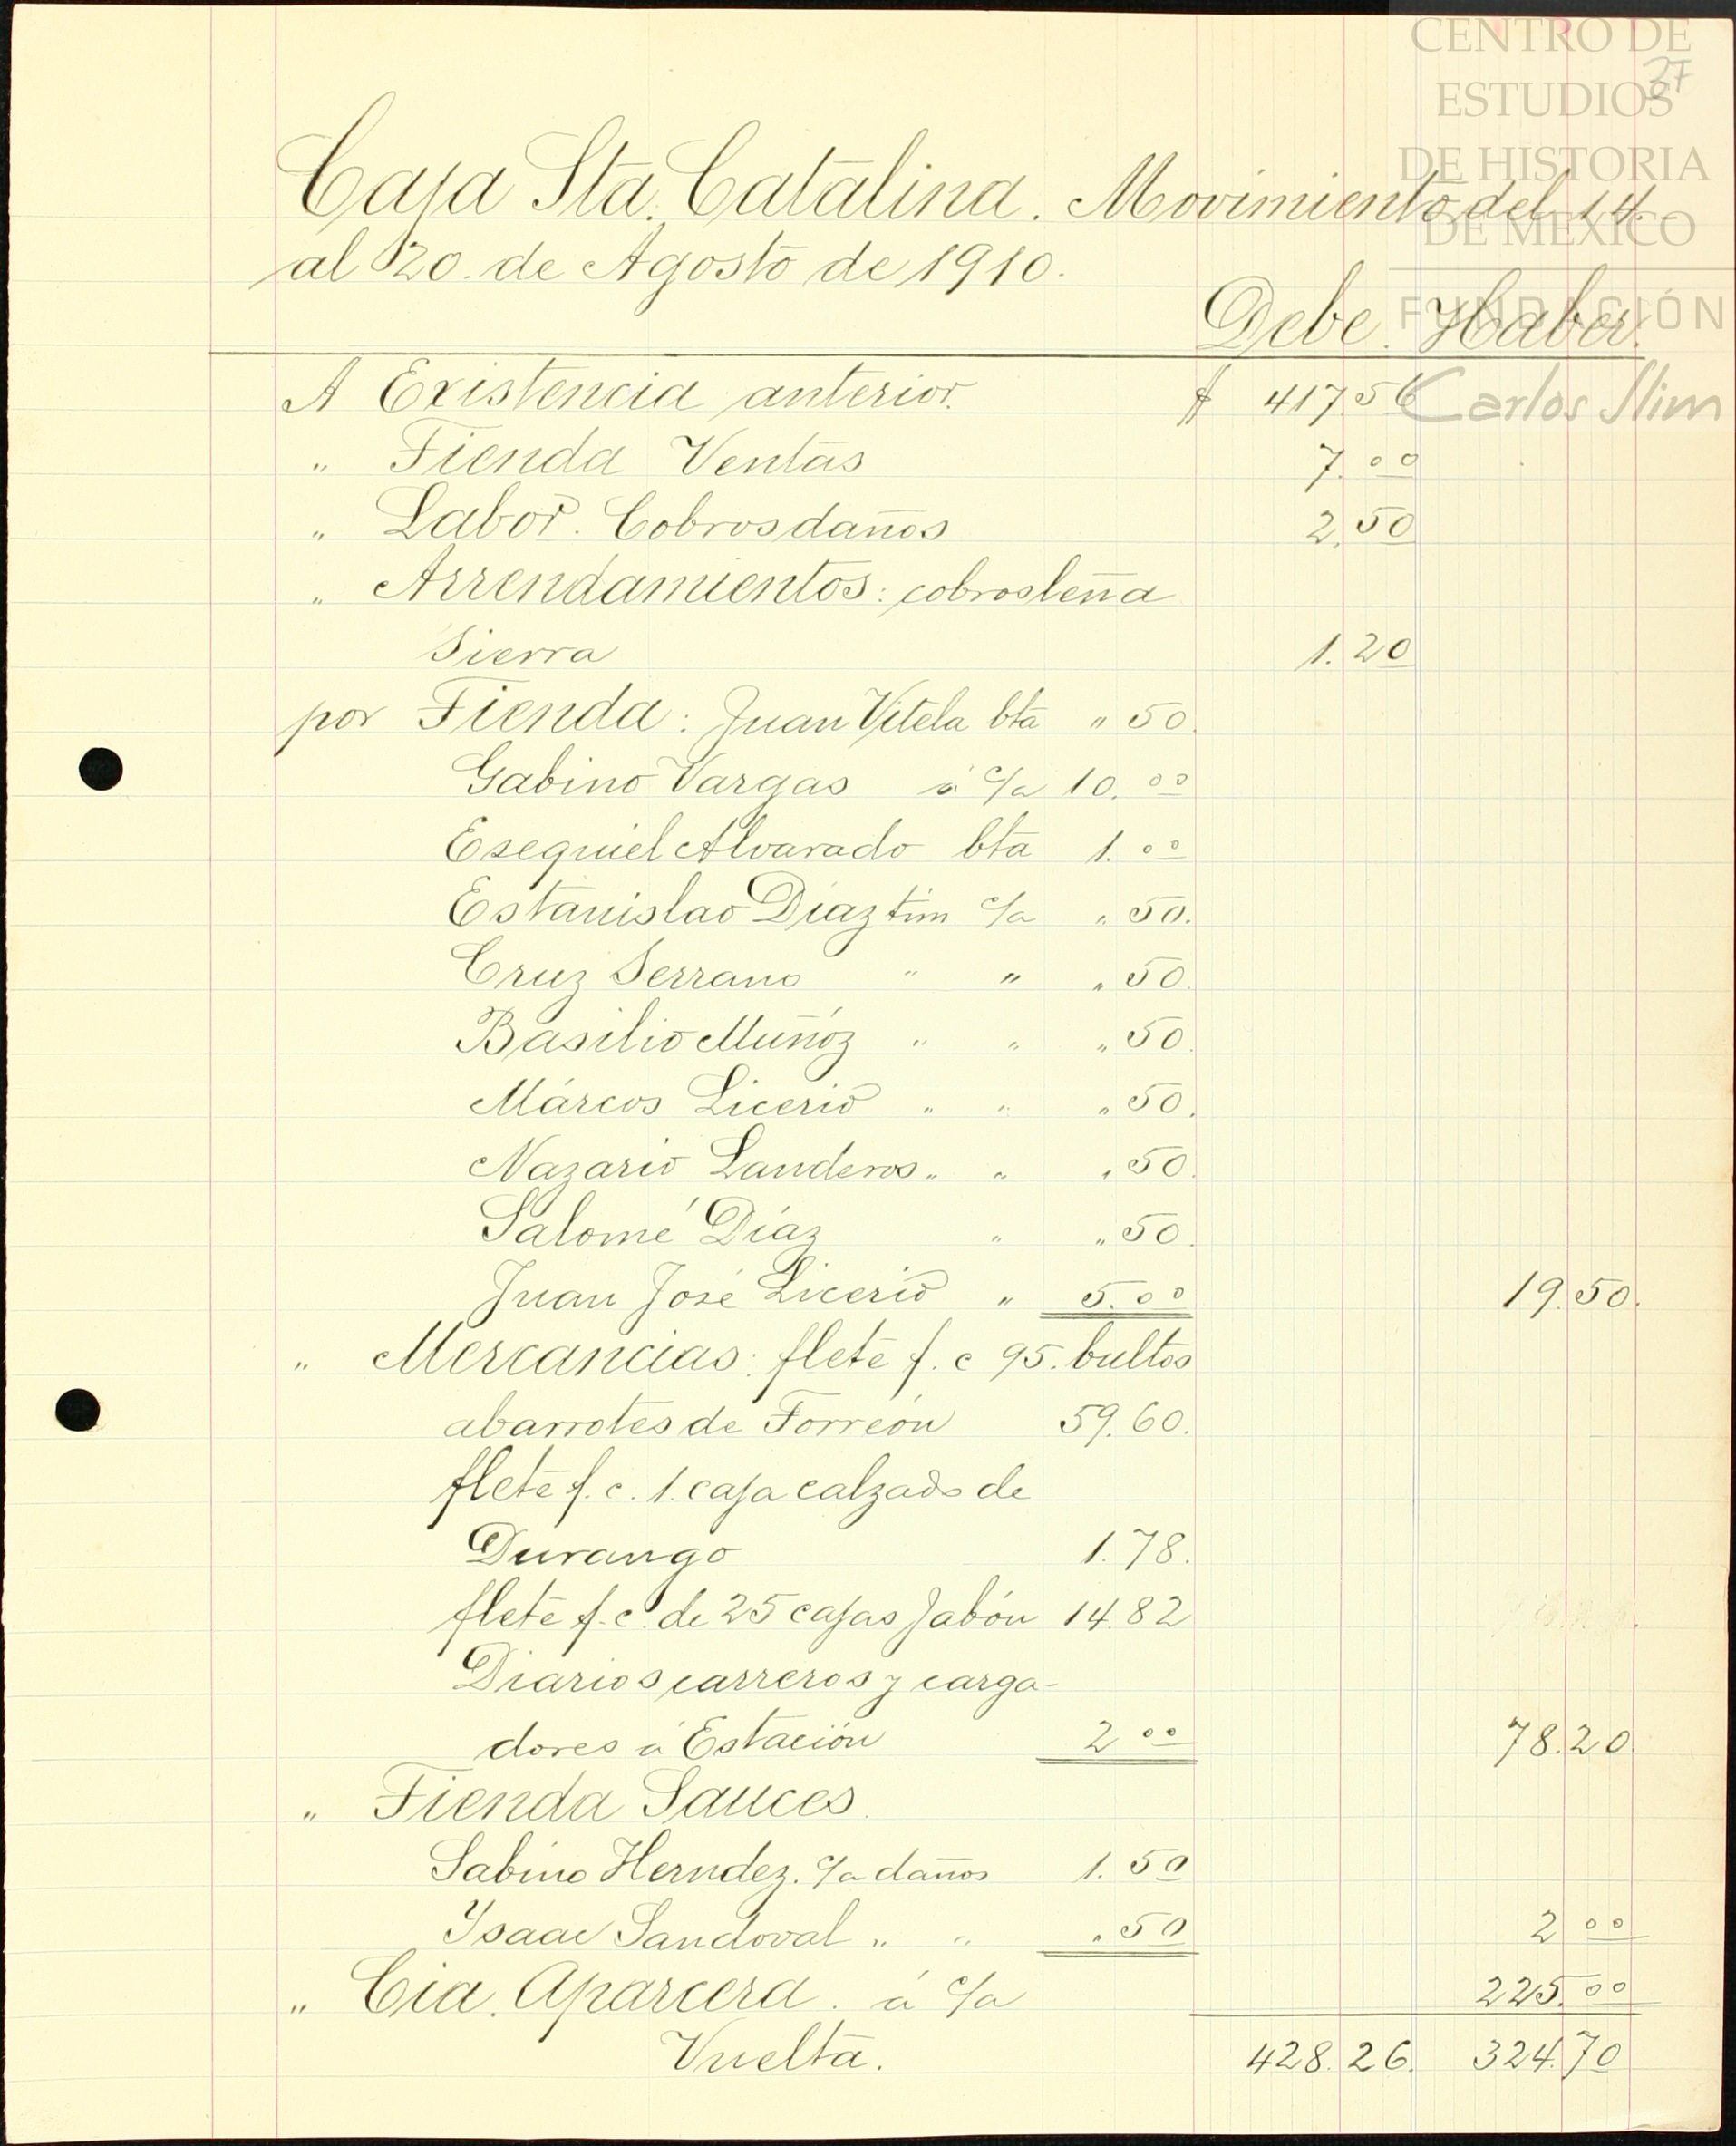 CENTRO DE
37
ESTUDIOS
DE HISTORIA
DE MEXICO
FUNDACIÓN
Carlos Slim
Caja Sta. Catalina. Movimiento del 14.
al 20. de Agosto de 1910.
Debe. Haber.
A Existencia anterior. $ 417 56
„ Tienda Ventas 7. 00
„ Labor. Cobros daños 2. 50
„ Arrendamientos: cobros leña
Sierra 1. 20
por Tienda: Juan Vitela bta „ 50.
Gabino Vargas á c/a 10. 00
Esequiel Alvarado bta 1. 00
Estanislao Díaz tim c/a „ 50.
Cruz Serrano „ „ „ 50.
Basilio Muñóz „ „ „ 50.
Márcos Licerio „ „ „ 50.
Nazario Landeros „ „ „ 50.
Salomé Díaz „ „ 50.
Juan José Licerio „ 5. 00 19. 50.
„ Mercancias: flete f. c 95. bultos
abarrotes de Torreón 59. 60.
flete f. c. 1. caja calzado de
Durango 1. 78.
flete f. c. de 25 cajas Jabón 14. 82
Diarios carreros y carga-
dores á Estación 2 00 78. 20.
„ Tienda Sauces.
Sabino Herndez. c/a daños 1. 50
Ysaac Sandoval „ „ „ 50 2 00
„ Cia. Aparcera. á c/a 225. 00
Vuelta. 428. 26. 324. 70